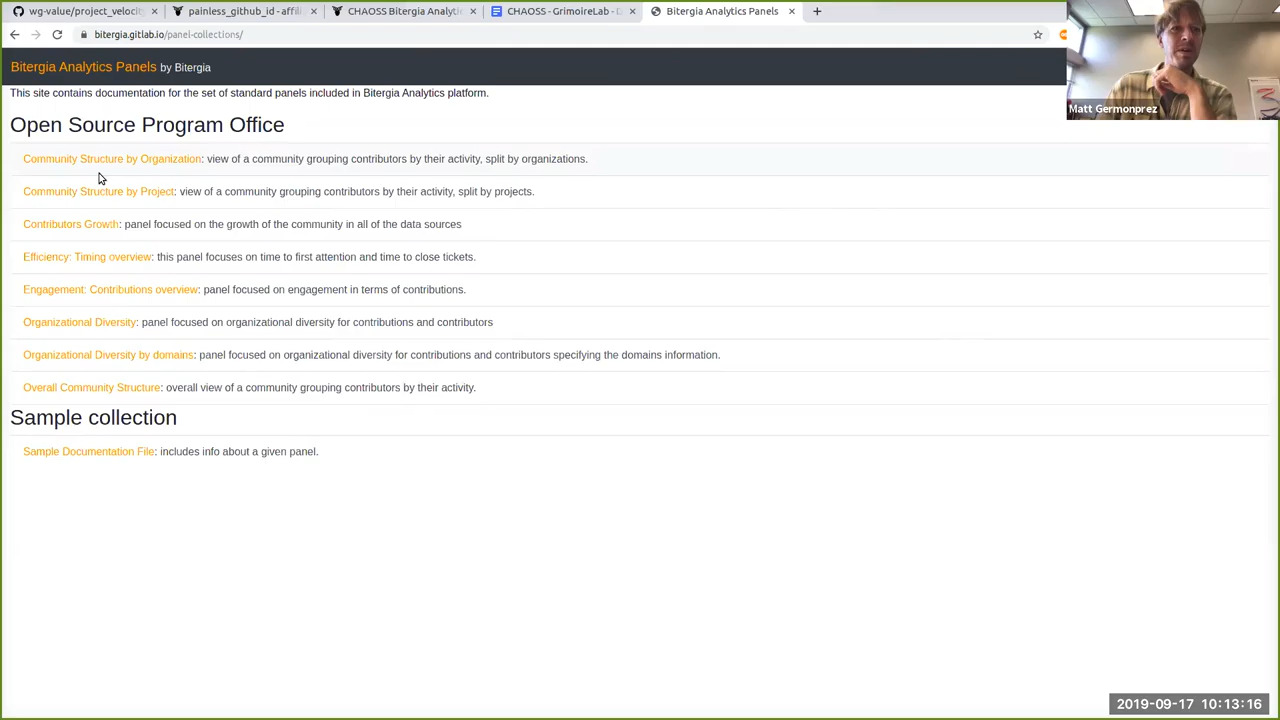 wg-value/project_velocity
painless_github_id - affili
CHAOSS Bitergia Analytic
CHAOSS - GrimoireLab - D
Bitergia Analytics Panels
bitergia.gitlab.io/panel-collections/
Bitergia Analytics Panels by Bitergia
Matt Germonprez
This site contains documentation for the set of standard panels included in Bitergia Analytics platform.
Open Source Program Office
Community Structure by Organization: view of a community grouping contributors by their activity, split by organizations.
Community Structure by Project: view of a community grouping contributors by their activity, split by projects.
Contributors Growth: panel focused on the growth of the community in all of the data sources
Efficiency: Timing overview: this panel focuses on time to first attention and time to close tickets.
Engagement: Contributions overview: panel focused on engagement in terms of contributions.
Organizational Diversity: panel focused on organizational diversity for contributions and contributors
Organizational Diversity by domains: panel focused on organizational diversity for contributions and contributors specifying the domains information.
Overall Community Structure: overall view of a community grouping contributors by their activity.
Sample collection
Sample Documentation File: includes info about a given panel.
2019-09-17 10:13:16